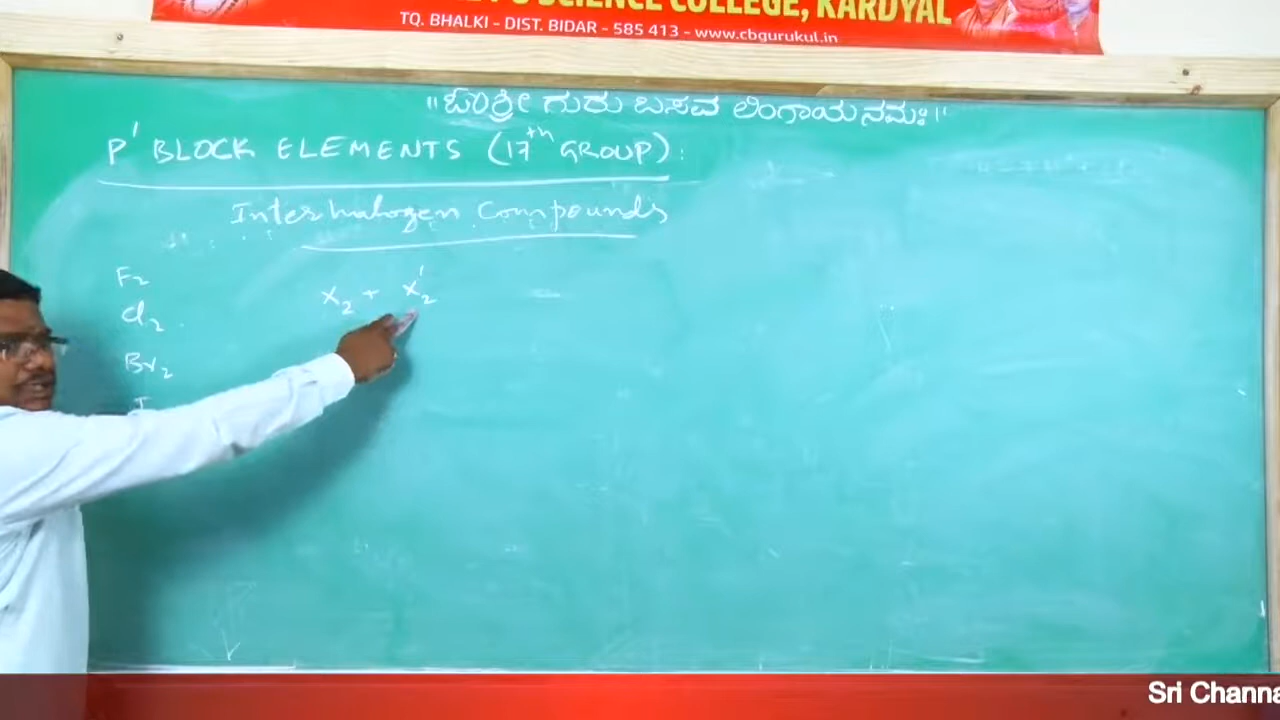 SCIENCE COLLEGE, KARDYAL
TQ. BHALKI - DIST. BIDAR - 585 413 - www.cbgurukul.in
"ಓಂ ಶ್ರೀ ಗುರು ಬಸವ ಲಿಂಗಾಯ ನಮಃ"
P' BLOCK ELEMENTS (17th GROUP):
Interhalogen Compounds
F2
Cl2
Br2
I
X2 + X'2
Sri Channa